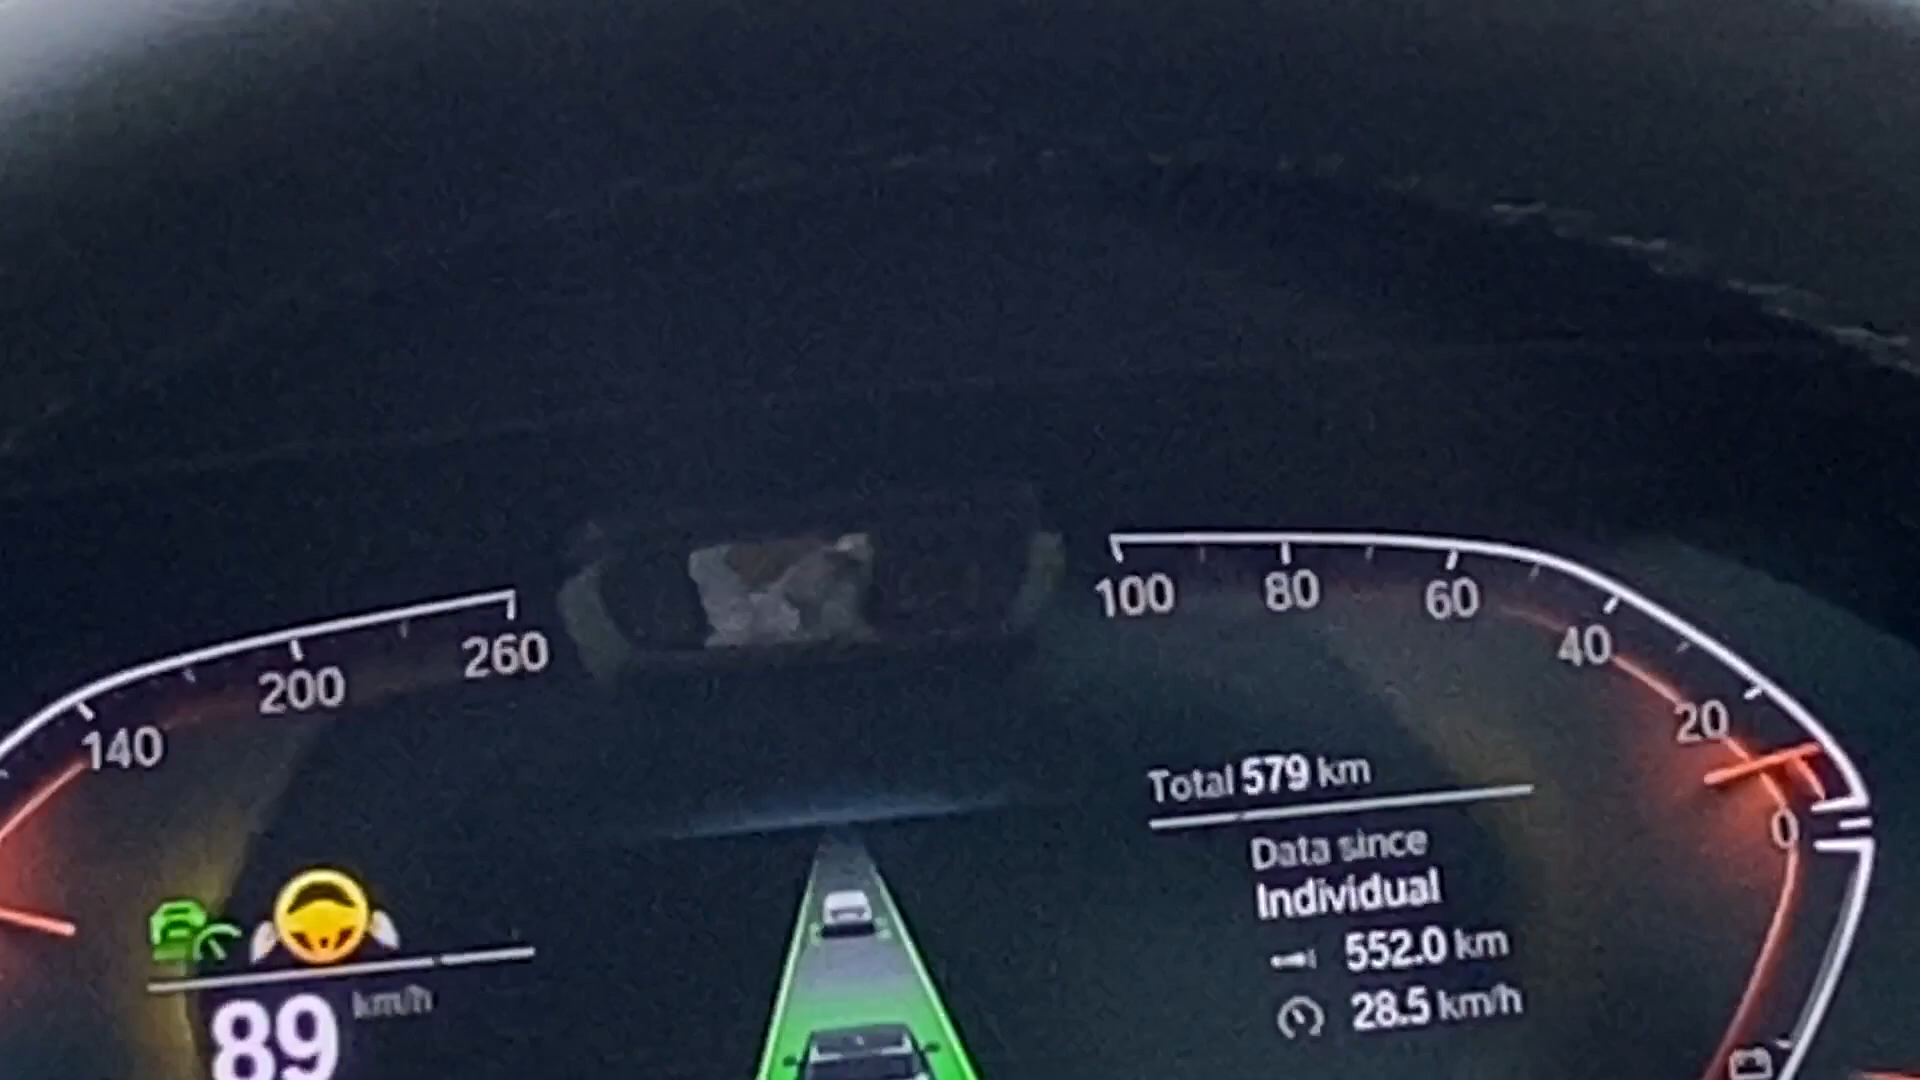 140 200 260
100 80 60 40 20 0
89 km/h
Total 579 km
Data since
Individual
552.0 km
28.5 km/h